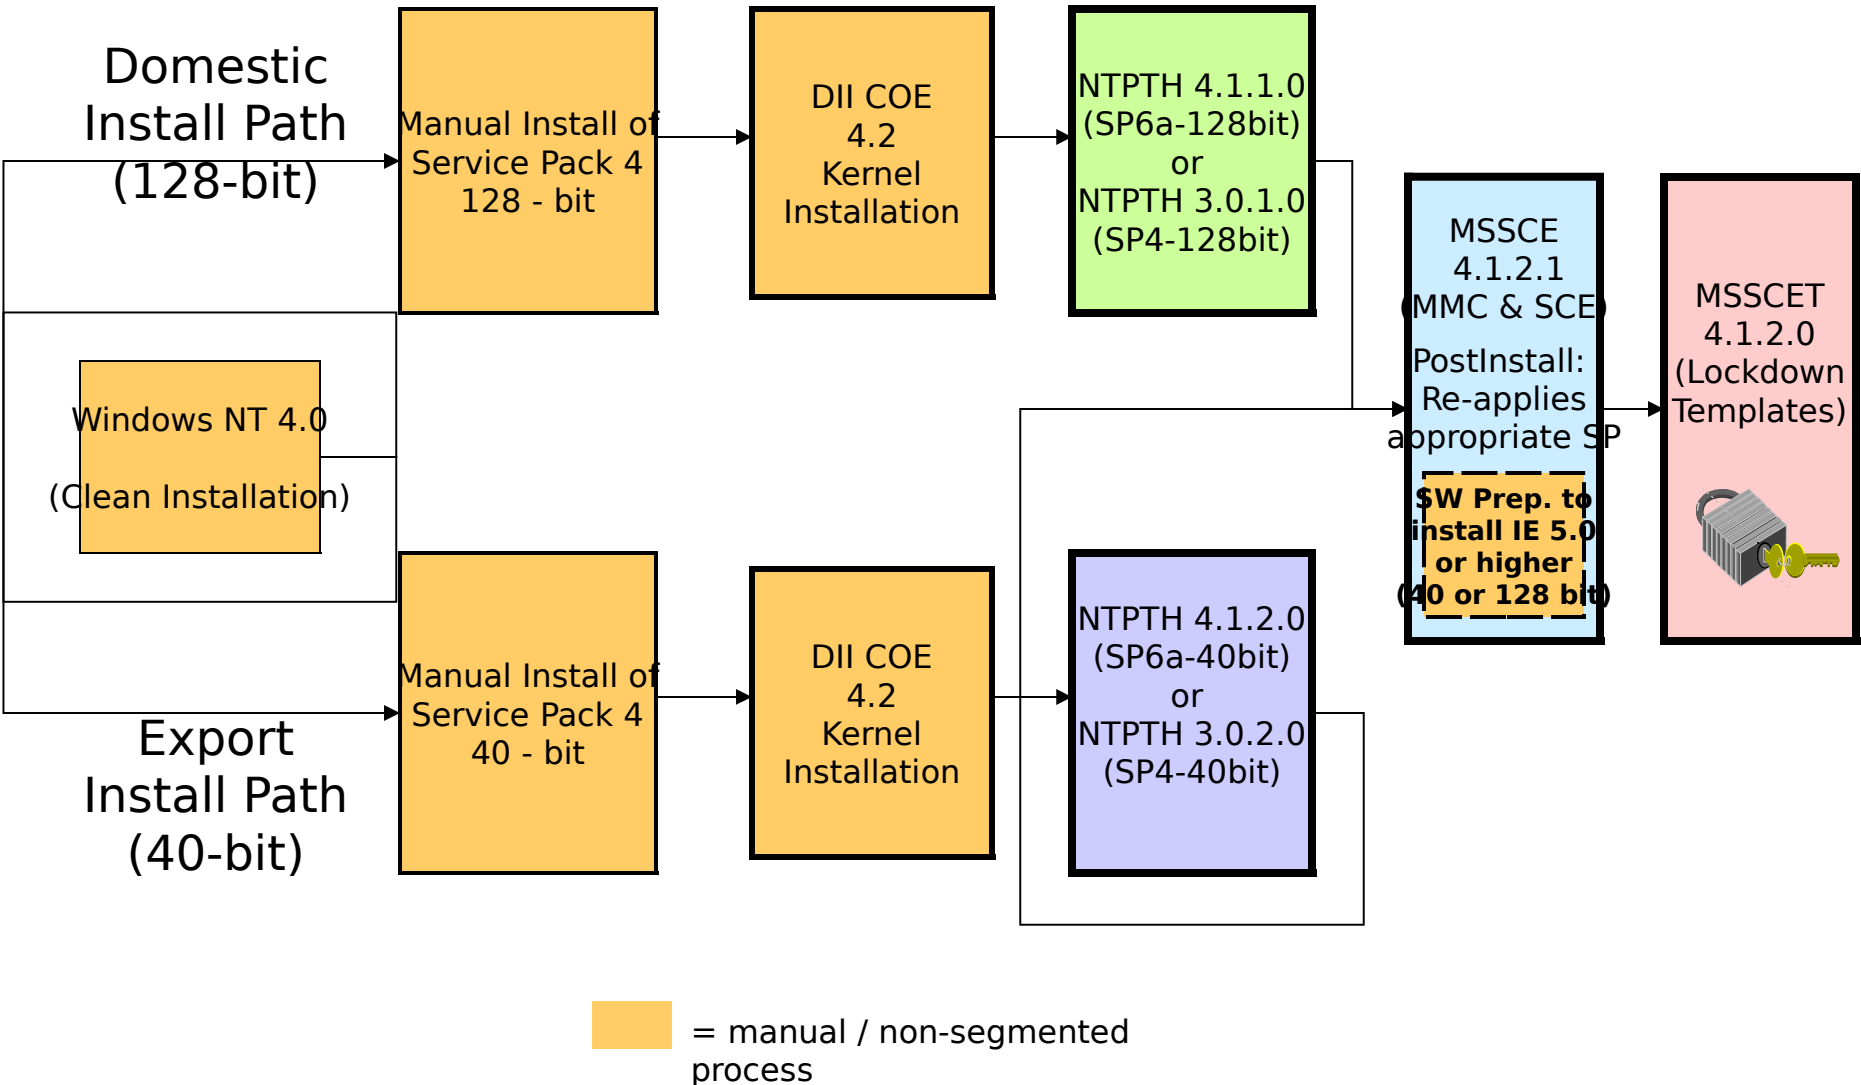 Domestic
Install Path
(128-bit)
Manual Install of
Service Pack 4
128 - bit
DII COE
4.2
Kernel
Installation
NTPTH 4.1.1.0
(SP6a-128bit)
or
NTPTH 3.0.1.0
(SP4-128bit)
MSSCE
4.1.2.1
(MMC & SCE)
PostInstall:
Re-applies
appropriate SP
SW Prep. to
install IE 5.0
or higher
(40 or 128 bit)
MSSCET
4.1.2.0
(Lockdown
Templates)
Windows NT 4.0
(Clean Installation)
Export
Install Path
(40-bit)
Manual Install of
Service Pack 4
40 - bit
DII COE
4.2
Kernel
Installation
NTPTH 4.1.2.0
(SP6a-40bit)
or
NTPTH 3.0.2.0
(SP4-40bit)
= manual / non-segmented
process